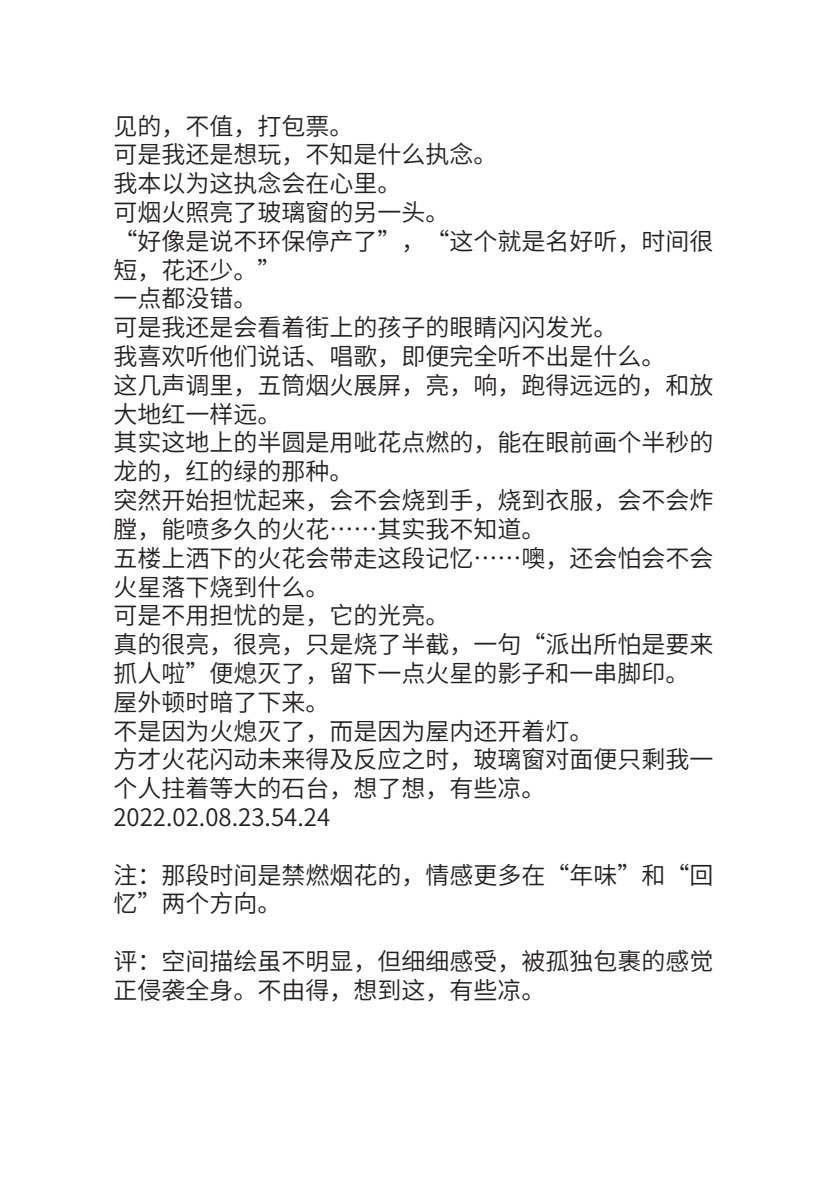 见的，不值，打包票。
可是我还是想玩，不知是什么执念。
我本以为这执念会在心里。
可烟火照亮了玻璃窗的另一头。
“好像是说不环保停产了”，“这个就是名好听，时间很
短，花还少。”
一点都没错。
可是我还是会看着街上的孩子的眼睛闪闪发光。
我喜欢听他们说话、唱歌，即便完全听不出是什么。
这几声调里，五筒烟火展屏，亮，响，跑得远远的，和放
大地红一样远。
其实这地上的半圆是用呲花点燃的，能在眼前画个半秒的
龙的，红的绿的那种。
突然开始担忧起来，会不会烧到手，烧到衣服，会不会炸
膛，能喷多久的火花……其实我不知道。
五楼上洒下的火花会带走这段记忆……噢，还会怕会不会
火星落下烧到什么。
可是不用担忧的是，它的光亮。
真的很亮，很亮，只是烧了半截，一句“派出所怕是要来
抓人啦”便熄灭了，留下一点火星的影子和一串脚印。
屋外顿时暗了下来。
不是因为火熄灭了，而是因为屋内还开着灯。
方才火花闪动未来得及反应之时，玻璃窗对面便只剩我一
个人拄着等大的石台，想了想，有些凉。
2022.02.08.23.54.24
注：那段时间是禁燃烟花的，情感更多在“年味”和“回
忆”两个方向。
评：空间描绘虽不明显，但细细感受，被孤独包裹的感觉
正侵袭全身。不由得，想到这，有些凉。